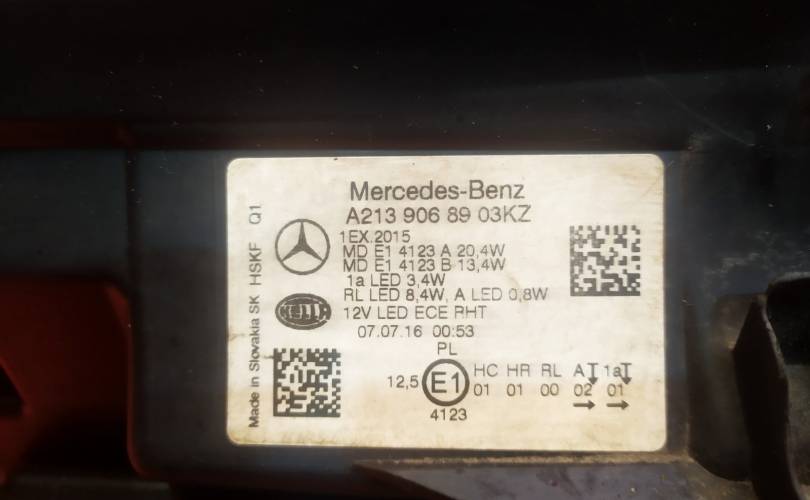 Mercedes-Benz
A213 906 89 03KZ
1EX.2015
MD E1 4123 A 20,4W
MD E1 4123 B 13,4W
1a LED 3,4W
RL LED 8,4W, A LED 0,8W
12V LED ECE RHT
07.07.16 00:53
PL
HC HR RL A 1a
12,5 E1 01 01 00 02 01
4123
HELLA
Made in Slovakia SK HSKF Q1